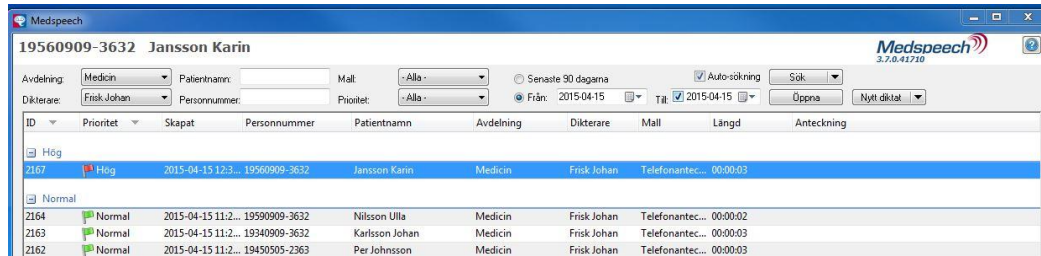 Medspeech
19560909-3632 Jansson Karin
Medspeech
3.7.0.41710
Avdelning: Medicin Patientnamn: Mall: - Alla - Senaste 90 dagarna Auto-sökning Sök
Dikterare: Frisk Johan Personnummer: Prioritet: - Alla - Från: 2015-04-15 Till: 2015-04-15 Öppna Nytt diktat
ID Prioritet Skapat Personnummer Patientnamn Avdelning Dikterare Mall Längd Anteckning
Hög
2167 Hög 2015-04-15 12:3... 19560909-3632 Jansson Karin Medicin Frisk Johan Telefonantec... 00:00:03
Normal
2164 Normal 2015-04-15 11:2... 19590909-3632 Nilsson Ulla Medicin Frisk Johan Telefonantec... 00:00:02
2163 Normal 2015-04-15 11:2... 19340909-3632 Karlsson Johan Medicin Frisk Johan Telefonantec... 00:00:03
2162 Normal 2015-04-15 11:2... 19450505-2363 Per Johnsson Medicin Frisk Johan Telefonantec... 00:00:03